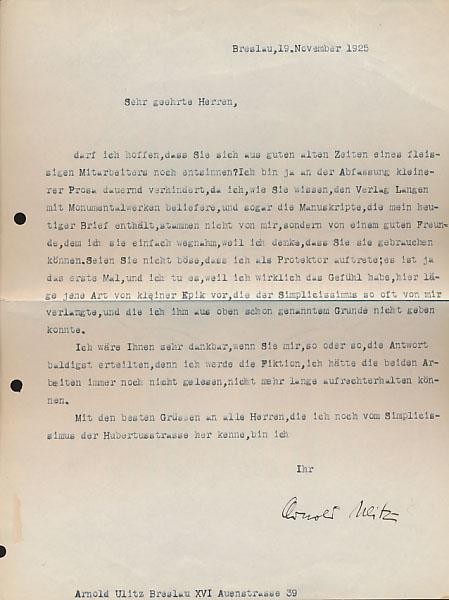 Breslau,19.November 1925
Sehr geehrte Herren,
darf ich hoffen,dass Sie sich aus guten alten Zeiten eines fleis-
sigen Mitarbeiters noch entsinnen?Ich bin ja an der Abfassung kleine-
rer Prosa dauernd verhindert,da ich,wie Sie wissen,den Verlag Langen
mit Monumentalwerken beliefere,und sogar die Manuskripte,die mein heu-
tiger Brief enthält,stammen nicht von mir,sondern von einem guten Freun-
de,dem ich sie einfach wegnahm,weil ich denke,dass Sie sie gebrauchen
können.Seien Sie nicht böse,dass ich als Protektor auftrete;es ist ja
das erste Mal,und ich tu es,weil ich wirklich das Gefühl habe,hier lä-
ge jene Art von kleiner Epik vor,die der Simplicissimus so oft von mir
verlangte,und die ich ihm aus oben schon genanntem Grunde nicht geben
konnte.
Ich wäre Ihnen sehr dankbar,wenn Sie mir,so oder so,die Antwort
baldigst erteilten,denn ich werde die Fiktion,ich hätte die beiden Ar-
beiten immer noch nicht gelesen,nicht mehr lange aufrechterhalten kön-
nen.
Mit den besten Grüssen an alle Herren,die ich noch vom Simplicis-
simus der Hubertusstrasse her kenne,bin ich
Ihr
Arnold Ulitz
Arnold Ulitz Breslau XVI Auenstrasse 39